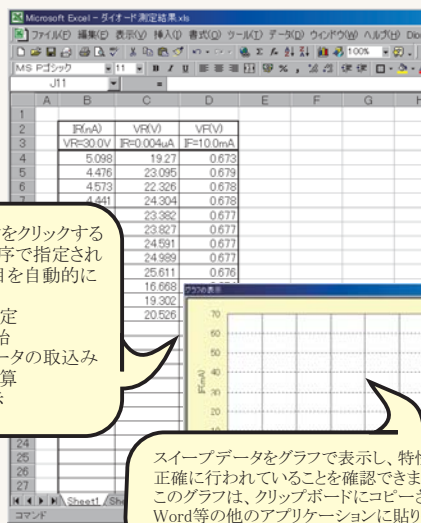 Microsoft Excel - ダイオード測定結果.xls
ファイル(F) 編集(E) 表示(V) 挿入(I) 書式(O) ツール(T) データ(D) ウインドウ(W) ヘルプ(H)
100%
MS Pゴシック 11 B I U
J11 =
A B C D E F G
1
2 IR(nA) VR(V) VF(V)
3 VR=30.0V IR=0.004uA IF=10.0mA
4 5.098 19.27 0.673
5 4.476 23.095 0.679
6 4.573 22.326 0.678
7 4.441 24.304 0.678
23.382 0.677
23.827 0.677
24.591 0.677
24.989 0.677
25.611 0.676
16.668
19.302
20.526
をクリックする
字で指定され
目を自動的に
定
始
ータの取込み
算
グラフの表示
70
60
50
40
30
20
IF(mA)
24
25
26
27
Sheet1
コマンド
スイープデータをグラフで表示し、特性
正確に行われていることを確認できま
このグラフは、クリップボードにコピーさ
Word等の他のアプリケーションに貼り